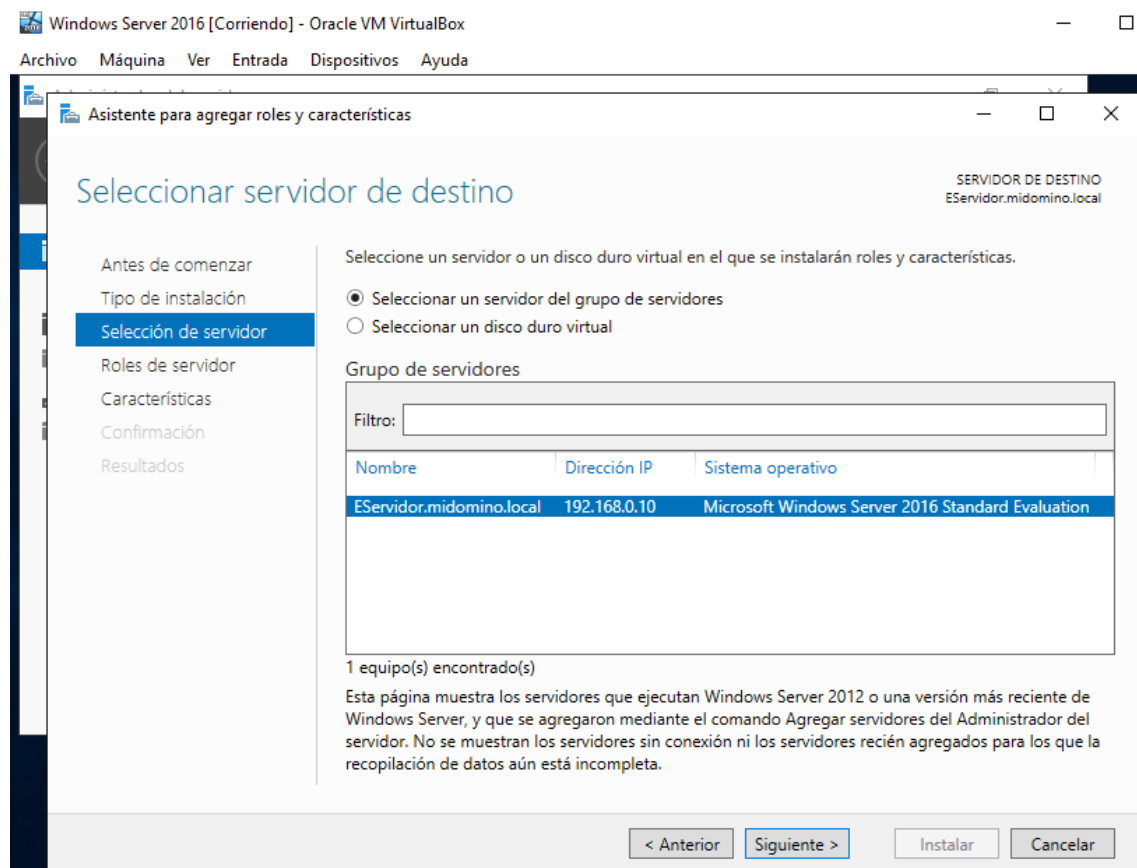 Windows Server 2016 [Corriendo] - Oracle VM VirtualBox
Archivo Máquina Ver Entrada Dispositivos Ayuda
Asistente para agregar roles y características
Seleccionar servidor de destino
SERVIDOR DE DESTINO
EServidor.midomino.local
Antes de comenzar
Tipo de instalación
Selección de servidor
Roles de servidor
Características
Confirmación
Resultados
Seleccione un servidor o un disco duro virtual en el que se instalarán roles y características.
Seleccionar un servidor del grupo de servidores
Seleccionar un disco duro virtual
Grupo de servidores
Filtro:
Nombre Dirección IP Sistema operativo
EServidor.midomino.local 192.168.0.10 Microsoft Windows Server 2016 Standard Evaluation
1 equipo(s) encontrado(s)
Esta página muestra los servidores que ejecutan Windows Server 2012 o una versión más reciente de
Windows Server, y que se agregaron mediante el comando Agregar servidores del Administrador del
servidor. No se muestran los servidores sin conexión ni los servidores recién agregados para los que la
recopilación de datos aún está incompleta.
< Anterior Siguiente > Instalar Cancelar